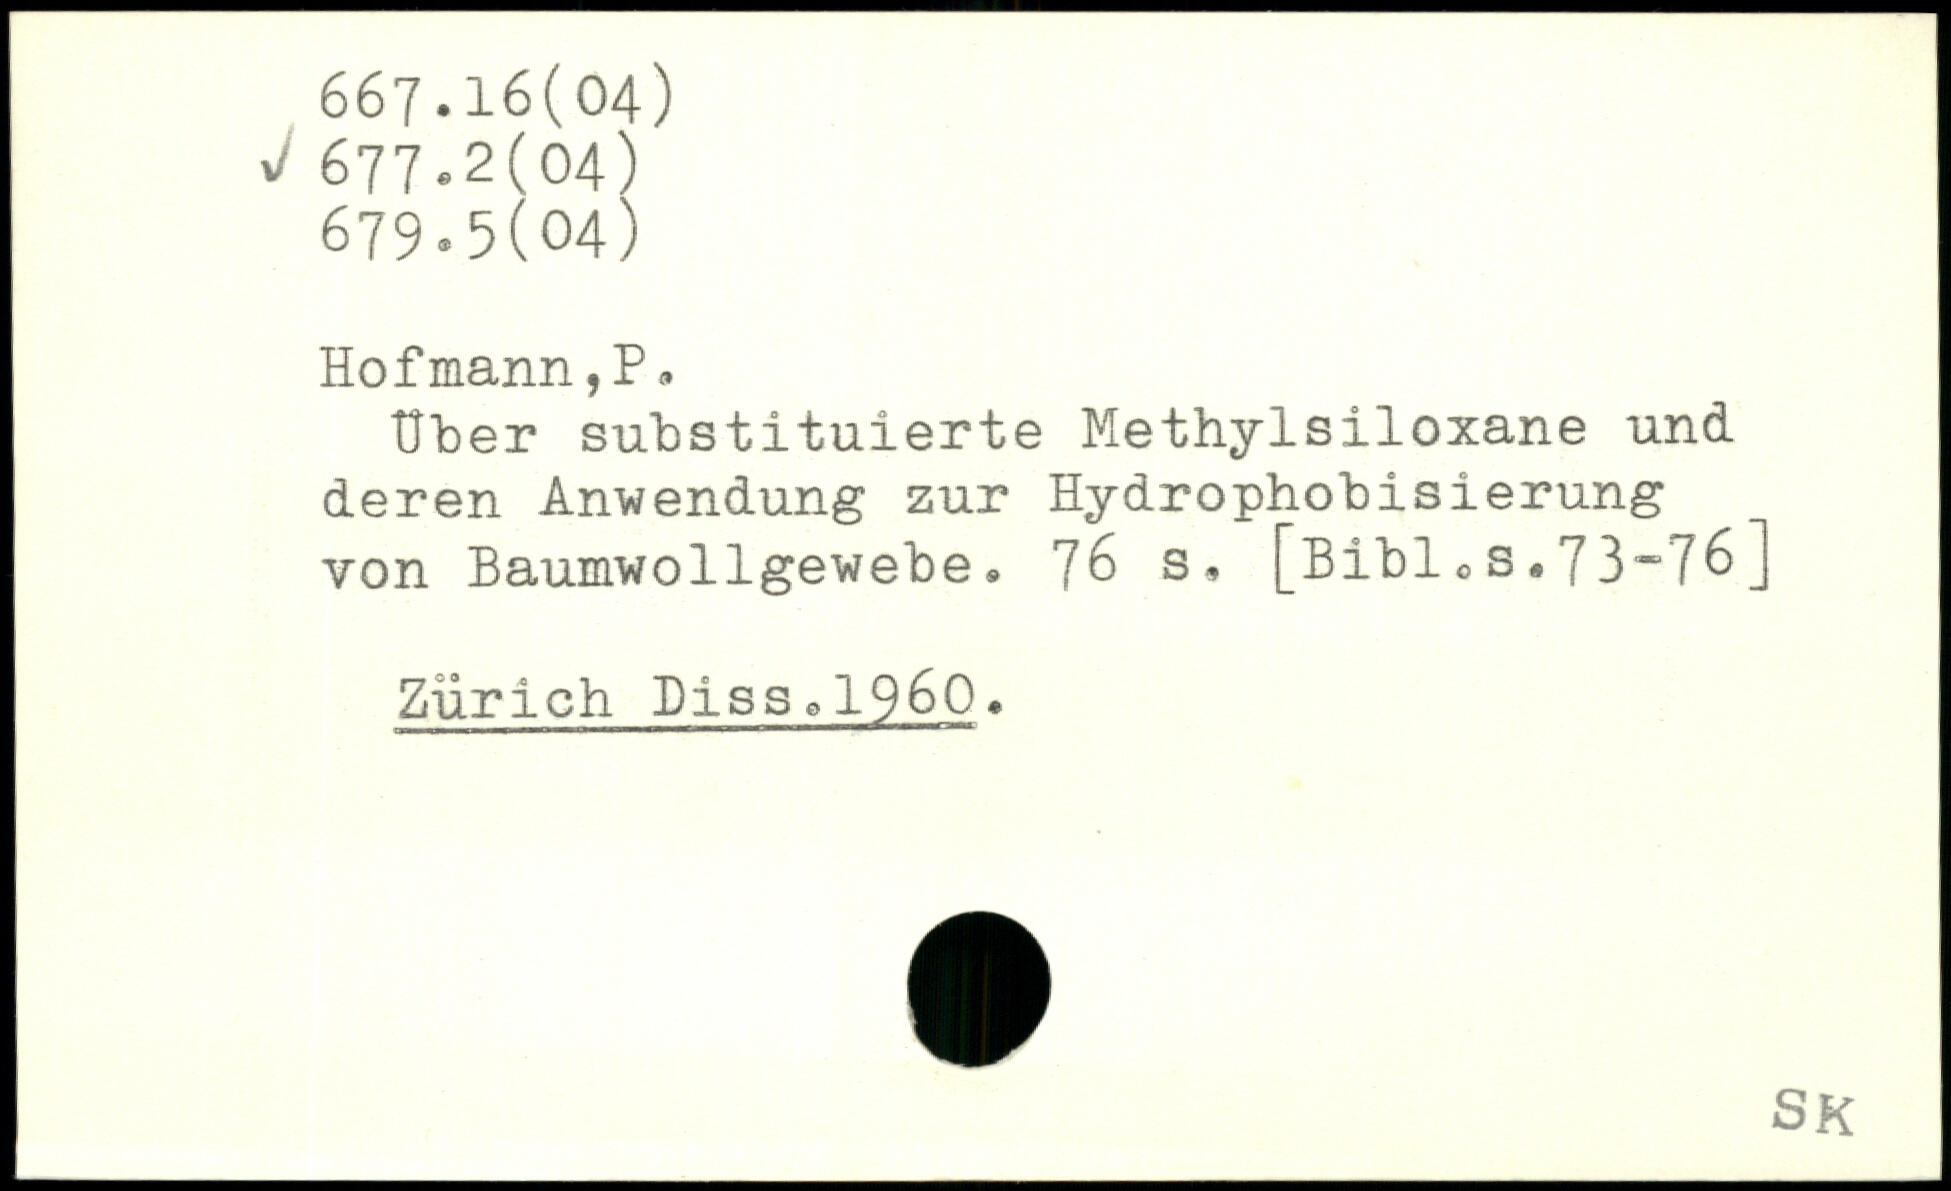 667.16(04)
✓ 677.2(04)
679.5(04)
Hofmann,P.
Über substituierte Methylsiloxane und
deren Anwendung zur Hydrophobisierung
von Baumwollgewebe. 76 s. [Bibl.s.73-76]
Zürich Diss.1960.
SK